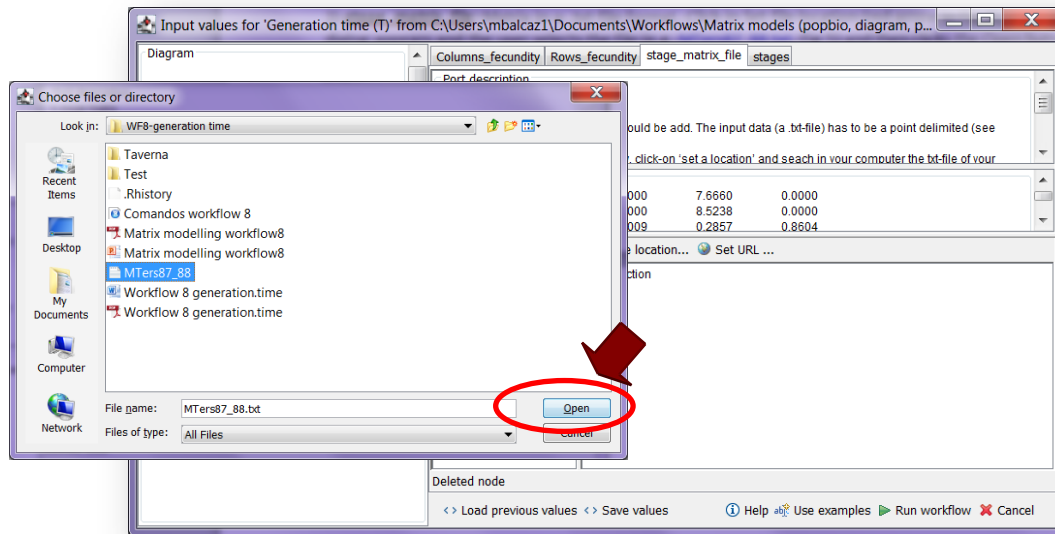 Input values for 'Generation time (T)' from C:\Users\mbalcaz1\Documents\Workflows\Matrix models (popbio, diagram, p...
Diagram
Columns_fecundity Rows_fecundity stage_matrix_file stages
Port description
ould be add. The input data (a .txt-file) has to be a point delimited (see
click-on 'set a location' and seach in your computer the txt-file of your
000 7.6660 0.0000
000 8.5238 0.0000
009 0.2857 0.8604
location... Set URL ...
ction
Deleted node
<> Load previous values <> Save values
Help Use examples Run workflow Cancel
Choose files or directory
Look in: WF8-generation time
Recent Items
Desktop
My Documents
Computer
Network
Taverna
Test
.Rhistory
Comandos workflow 8
Matrix modelling workflow8
Matrix modelling workflow8
MTers87_88
Workflow 8 generation.time
Workflow 8 generation.time
File name: MTers87_88.txt
Open
Files of type: All Files
Cancel